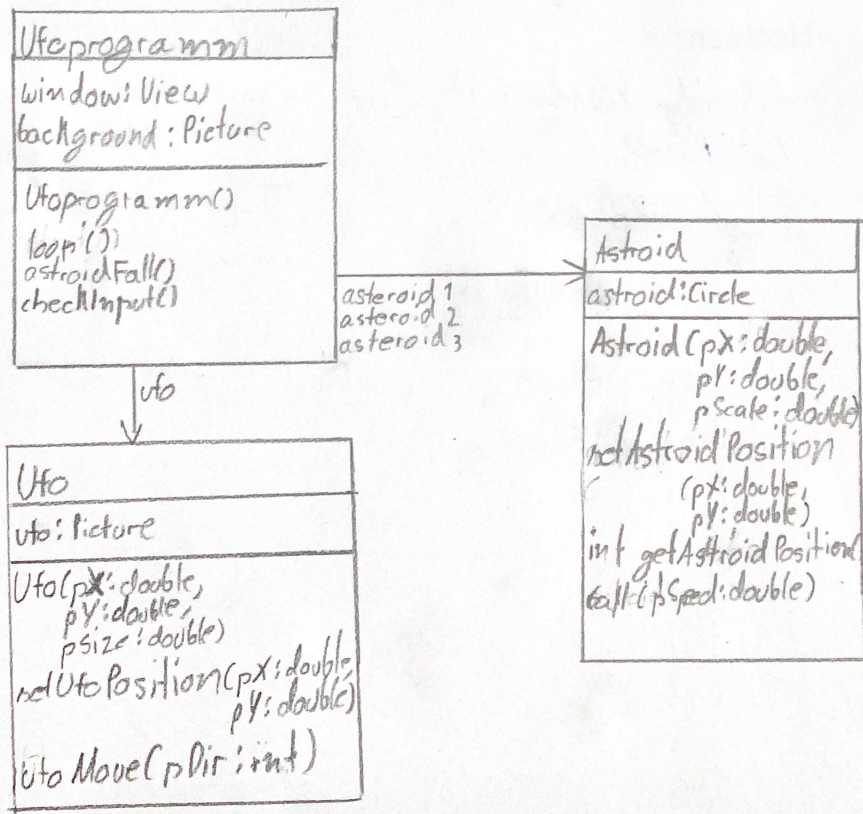 Ufoprogramm
window: View
background: Picture
Ufoprogramm()
loop()
astroidFall()
checkInput()
asteroid 1
asteroid 2
asteroid 3
ufo
Astroid
astroid: Circle
Astroid(pX: double,
pY: double,
pScale: double)
setAstroidPosition
(pX: double,
pY: double)
int getAstroidPosition(
fall(pSpeed: double)
Ufo
ufo: Picture
Ufo(pX: double,
pY: double,
pSize: double)
setUfoPosition(pX: double,
pY: double)
UfoMove(pDir: int)